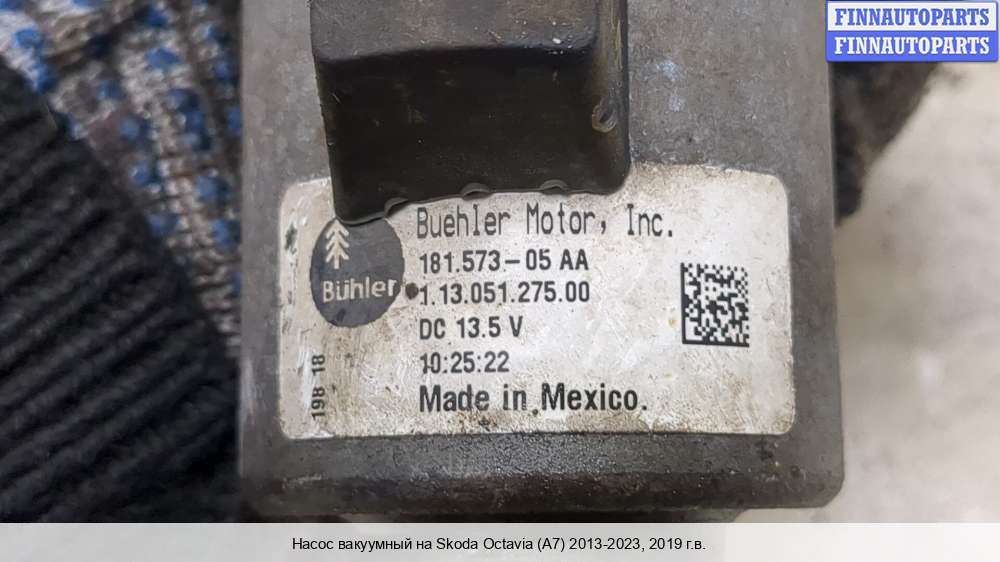 FINNAUTOPARTS
FINNAUTOPARTS
Buehler Motor, Inc.
181.573-05 AA
1.13.051.275.00
DC 13.5 V
10:25:22
Made in Mexico.
Bühler
198 18
Насос вакуумный на Skoda Octavia (A7) 2013-2023, 2019 г.в.